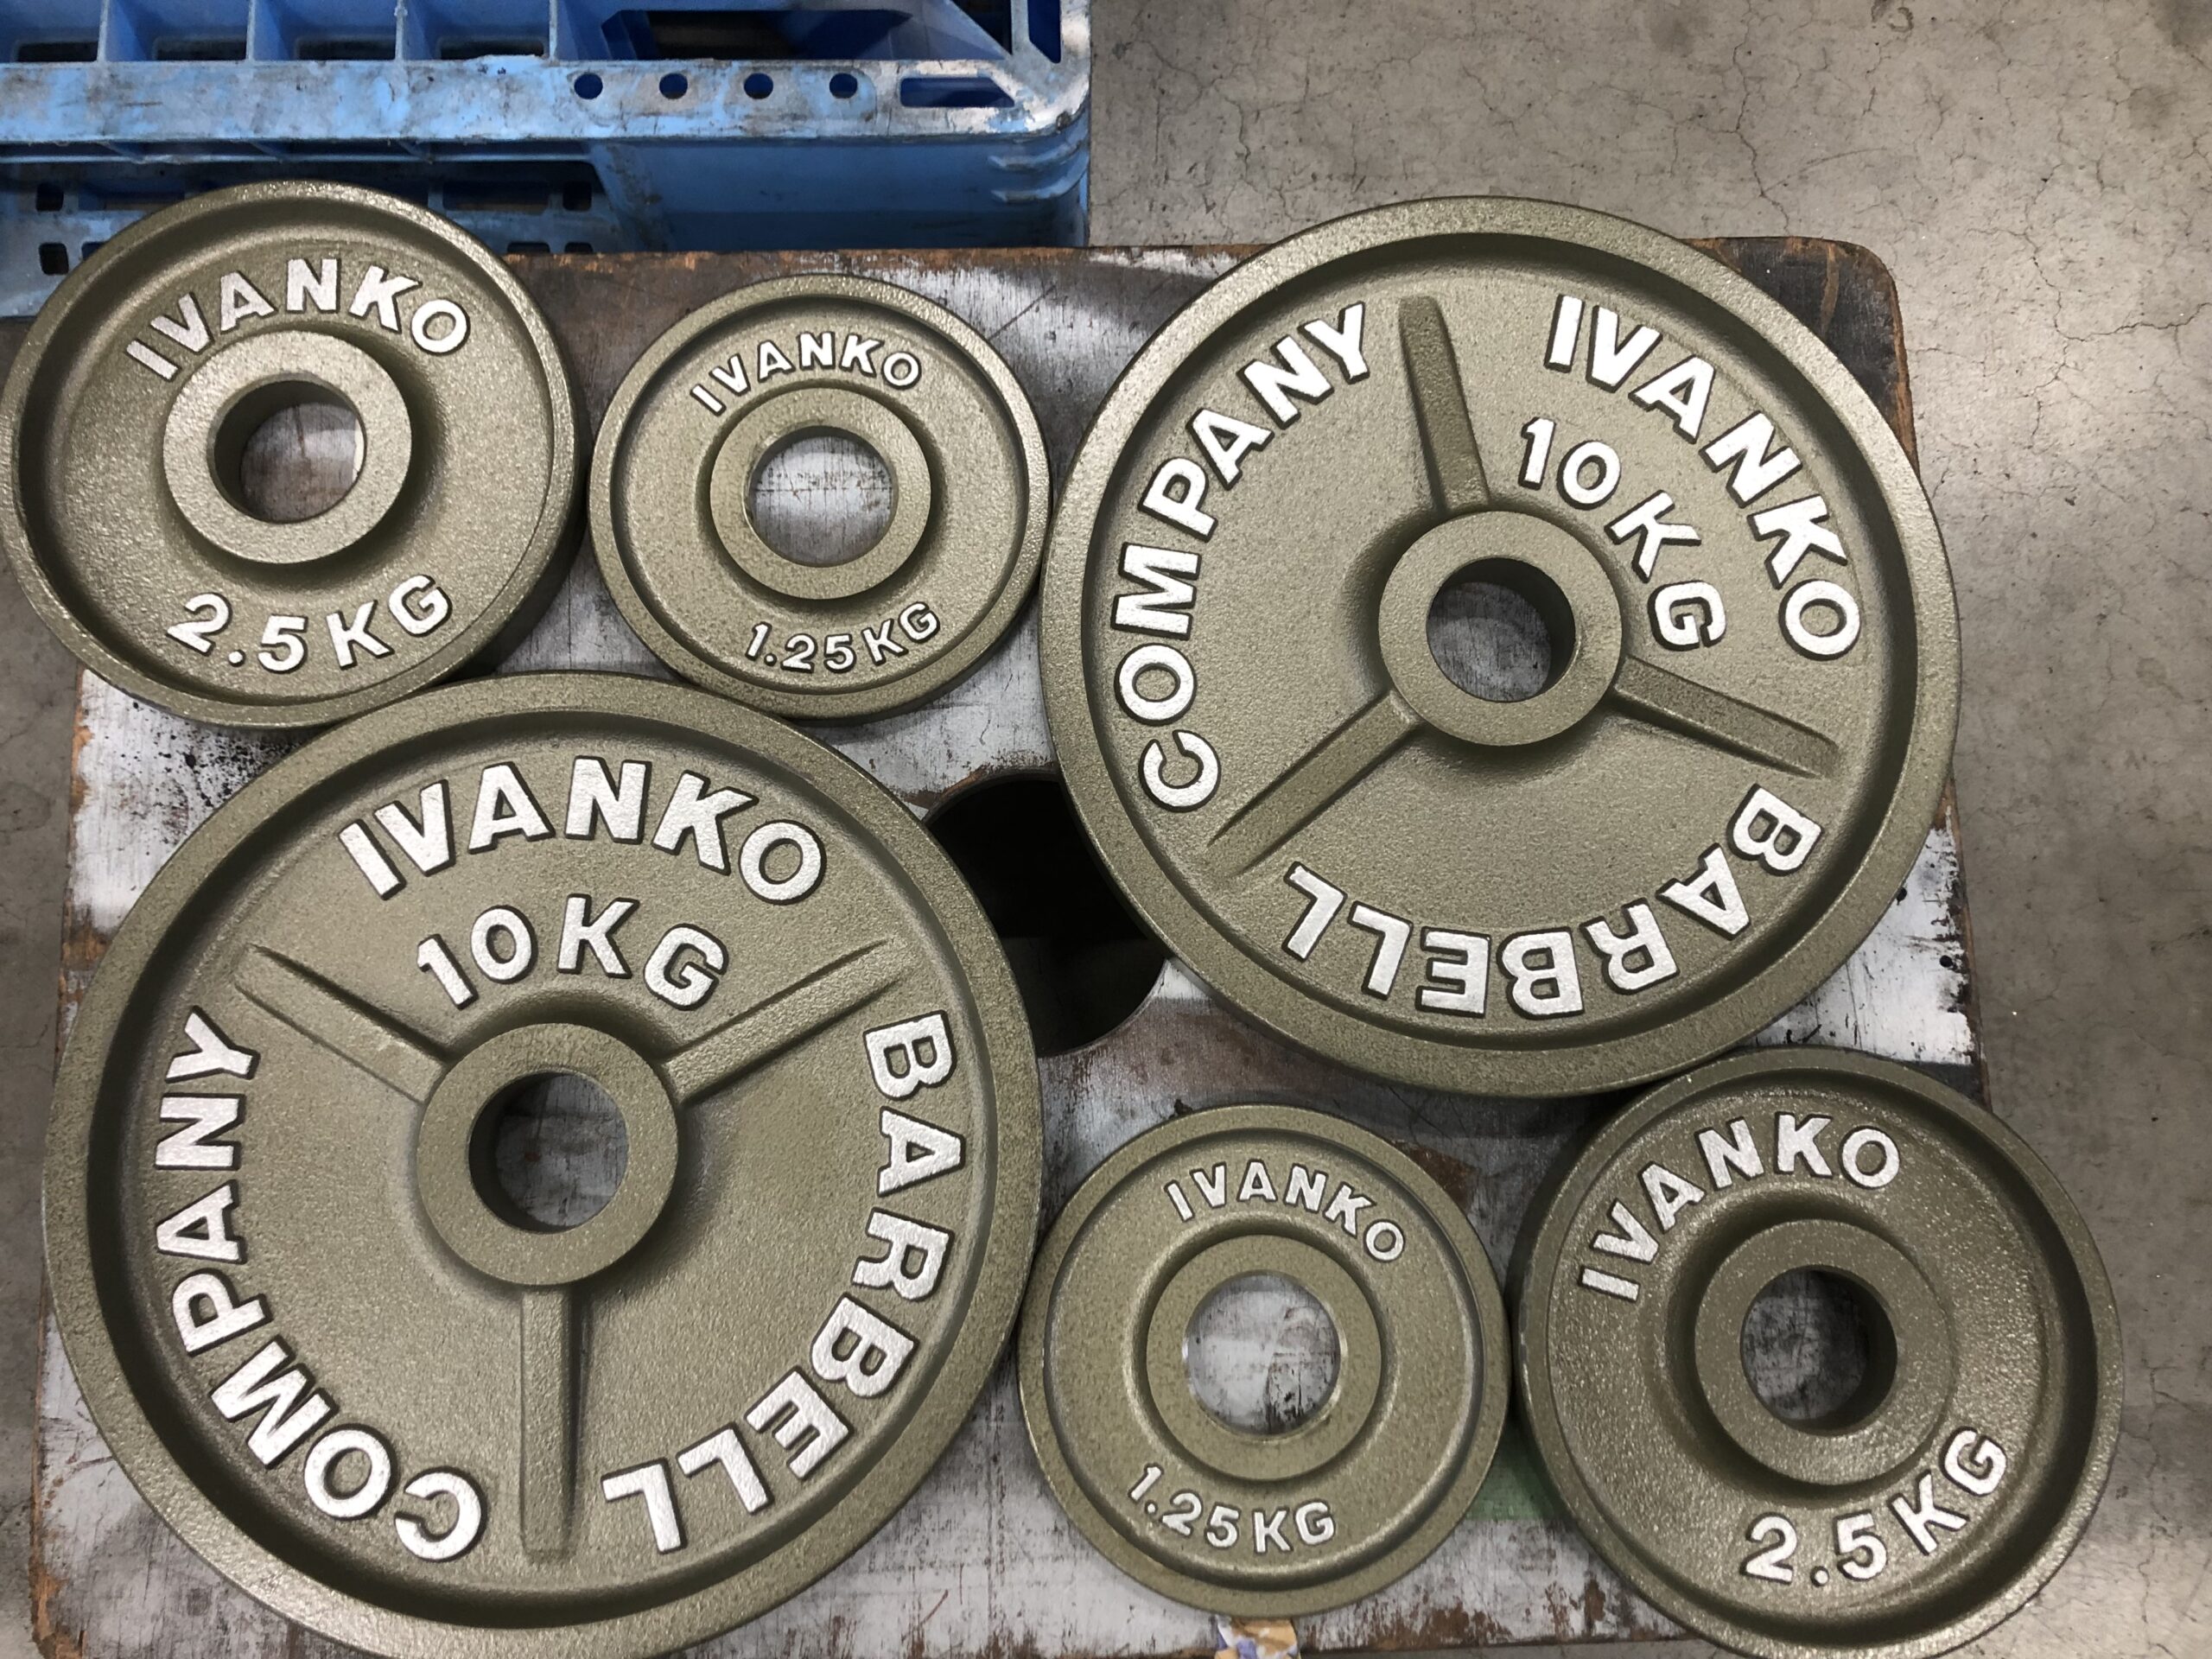 IVANKO
2.5KG
IVANKO
1.25KG
IVANKO
10KG
BARBELL
COMPANY
IVANKO
10KG
BARBELL
COMPANY
IVANKO
1.25KG
IVANKO
2.5KG